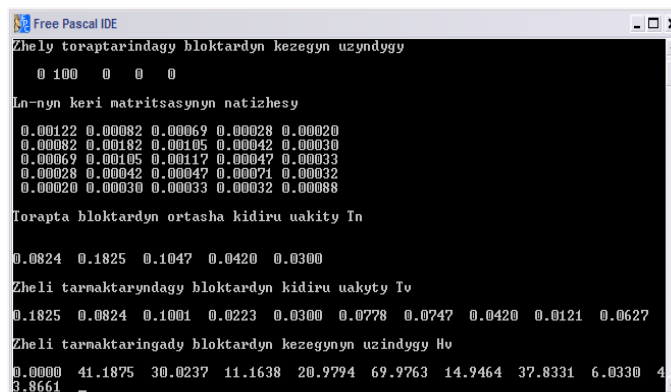 Free Pascal IDE
Zhely toraptarindagy bloktardyn kezegyn uzyndygy
0 100 0 0 0
Ln-nyn keri matritsasynyn natizhesy
0.00122 0.00082 0.00069 0.00028 0.00020
0.00082 0.00182 0.00105 0.00042 0.00030
0.00069 0.00105 0.00117 0.00047 0.00033
0.00028 0.00042 0.00047 0.00071 0.00032
0.00020 0.00030 0.00033 0.00032 0.00088
Torapta bloktardyn ortasha kidiru uakity Tn
0.0824 0.1825 0.1047 0.0420 0.0300
Zheli tarmaktaryndagy bloktardyn kidiru uakyty Tv
0.1825 0.0824 0.1001 0.0223 0.0300 0.0778 0.0747 0.0420 0.0121 0.0627
Zheli tarmaktaringady bloktardyn kezegynyn uzindygy Hv
0.0000 41.1875 30.0237 11.1638 20.9794 69.9763 14.9464 37.8331 6.0330 4
3.8661